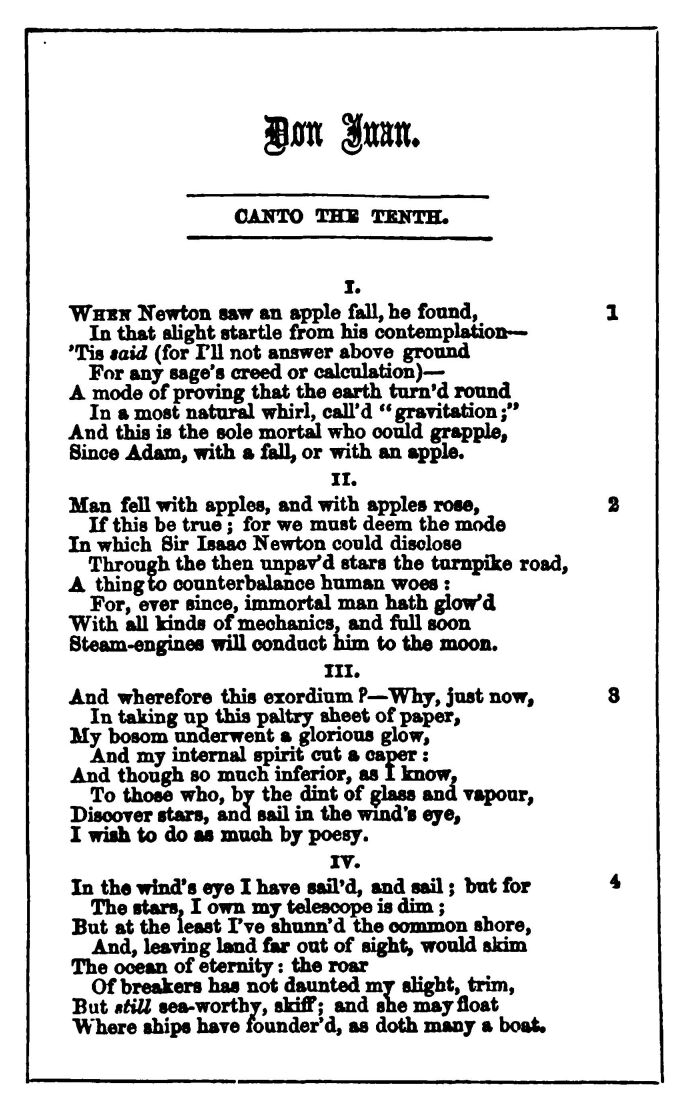 Don Juan.
CANTO THE TENTH.
I.
WHEN Newton saw an apple fall, he found, 1
In that slight startle from his contemplation—
'Tis said (for I'll not answer above ground
For any sage's creed or calculation)—
A mode of proving that the earth turn'd round
In a most natural whirl, call'd "gravitation;"
And this is the sole mortal who could grapple,
Since Adam, with a fall, or with an apple.
II.
Man fell with apples, and with apples rose, 2
If this be true; for we must deem the mode
In which Sir Isaac Newton could disclose
Through the then unpav'd stars the turnpike road,
A thing to counterbalance human woes:
For, ever since, immortal man hath glow'd
With all kinds of mechanics, and full soon
Steam-engines will conduct him to the moon.
III.
And wherefore this exordium?—Why, just now, 3
In taking up this paltry sheet of paper,
My bosom underwent a glorious glow,
And my internal spirit cut a caper:
And though so much inferior, as I know,
To those who, by the dint of glass and vapour,
Discover stars, and sail in the wind's eye,
I wish to do as much by poesy.
IV.
In the wind's eye I have sail'd, and sail; but for 4
The stars, I own my telescope is dim;
But at the least I've shunn'd the common shore,
And, leaving land far out of sight, would skim
The ocean of eternity: the roar
Of breakers has not daunted my slight, trim,
But still sea-worthy, skiff; and she may float
Where ships have founder'd, as doth many a boat.